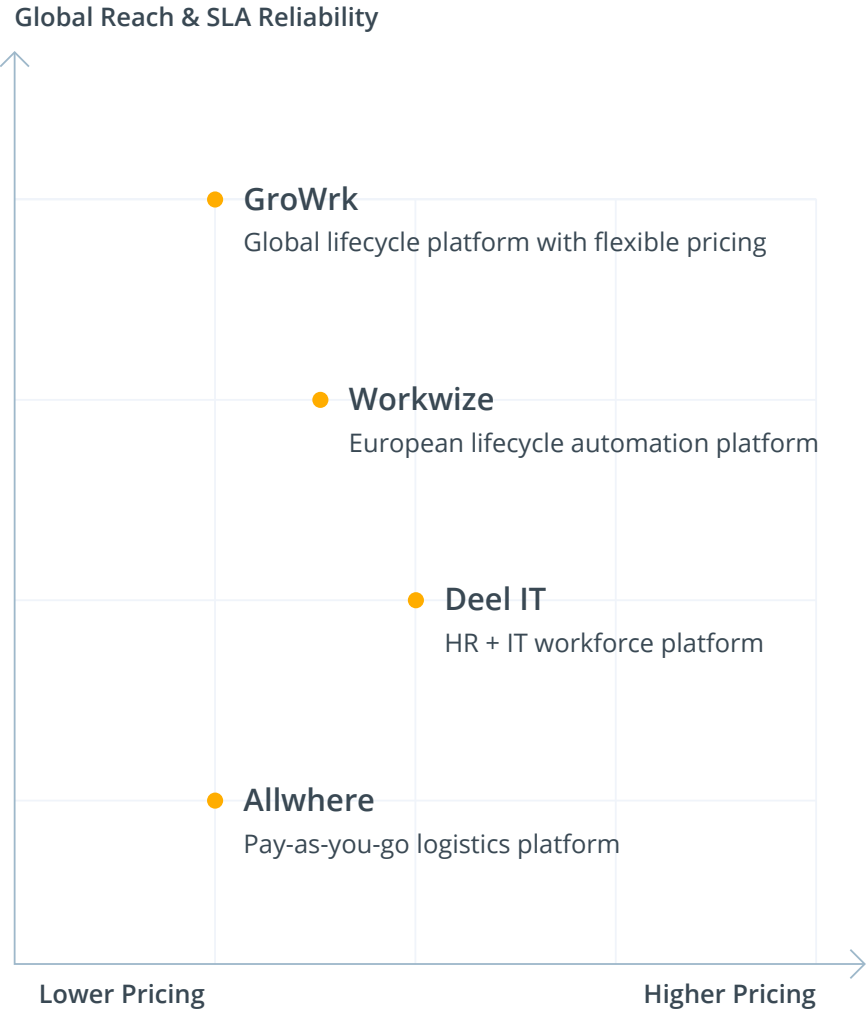 Global Reach & SLA Reliability
GroWrk
Global lifecycle platform with flexible pricing
Workwize
European lifecycle automation platform
Deel IT
HR + IT workforce platform
Allwhere
Pay-as-you-go logistics platform
Lower Pricing
Higher Pricing